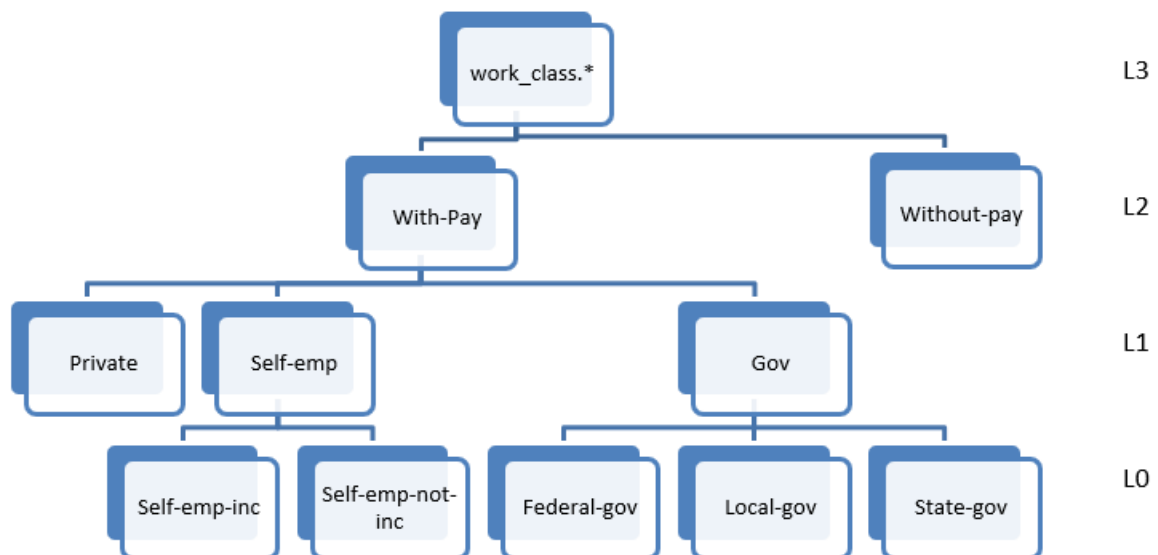 work_class.*
L3
With-Pay
Without-pay
L2
Private
Self-emp
Gov
L1
Self-emp-inc
Self-emp-not-
inc
Federal-gov
Local-gov
State-gov
L0